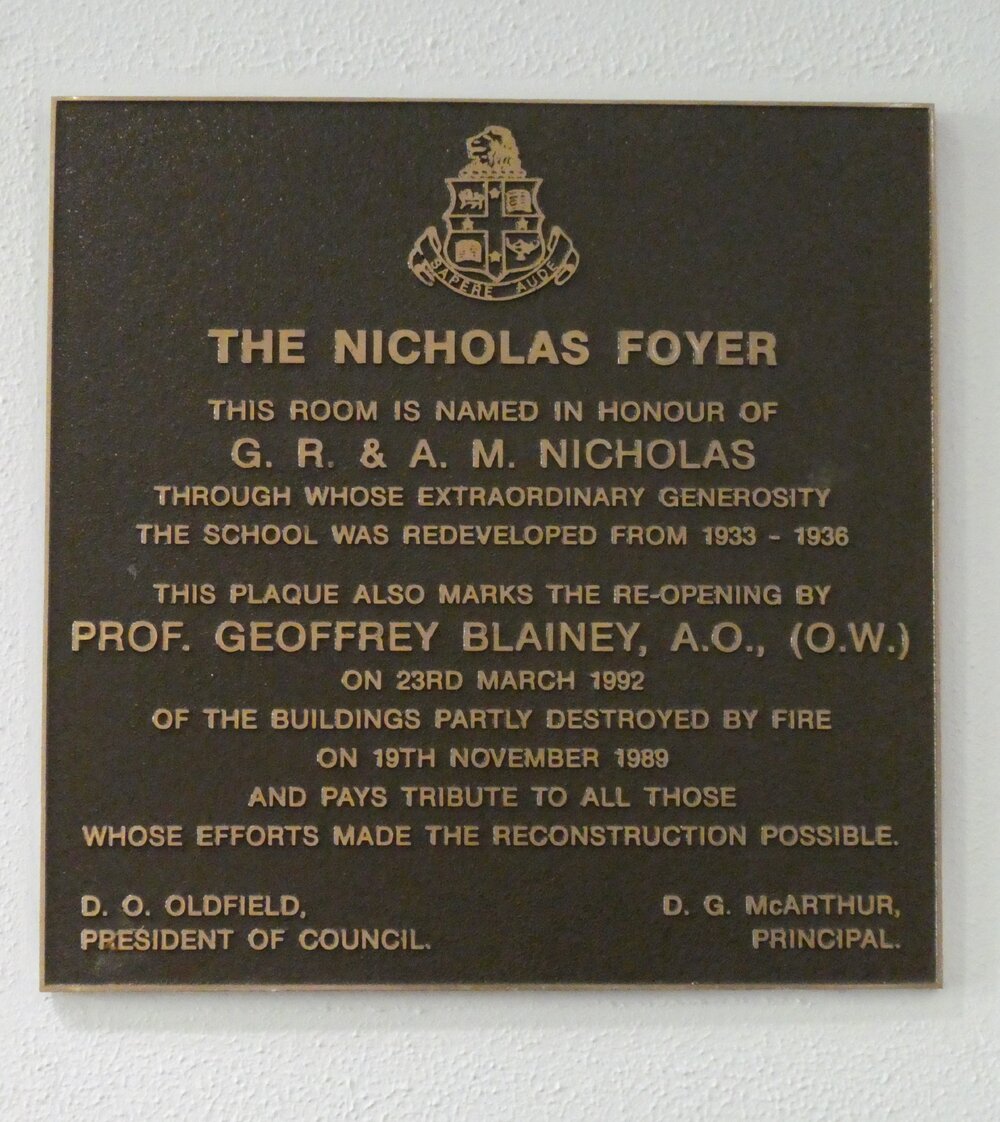 SAPERE AUDE
THE NICHOLAS FOYER
THIS ROOM IS NAMED IN HONOUR OF
G. R. & A. M. NICHOLAS
THROUGH WHOSE EXTRAORDINARY GENEROSITY
THE SCHOOL WAS REDEVELOPED FROM 1933 - 1936
THIS PLAQUE ALSO MARKS THE RE-OPENING BY
PROF. GEOFFREY BLAINEY, A.O., (O.W.)
ON 23RD MARCH 1992
OF THE BUILDINGS PARTLY DESTROYED BY FIRE
ON 19TH NOVEMBER 1989
AND PAYS TRIBUTE TO ALL THOSE
WHOSE EFFORTS MADE THE RECONSTRUCTION POSSIBLE.
D. O. OLDFIELD,
PRESIDENT OF COUNCIL.
D. G. McARTHUR,
PRINCIPAL.